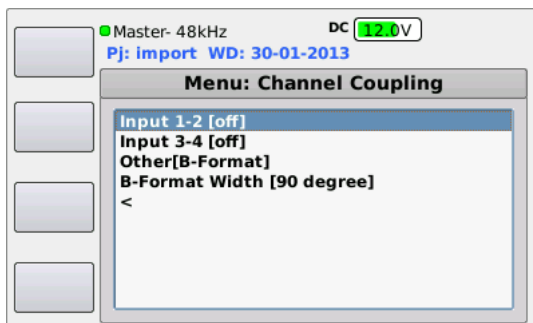 Master- 48kHz DC 12.0V
Pj: import WD: 30-01-2013
Menu: Channel Coupling
Input 1-2 [off]
Input 3-4 [off]
Other[B-Format]
B-Format Width [90 degree]
<